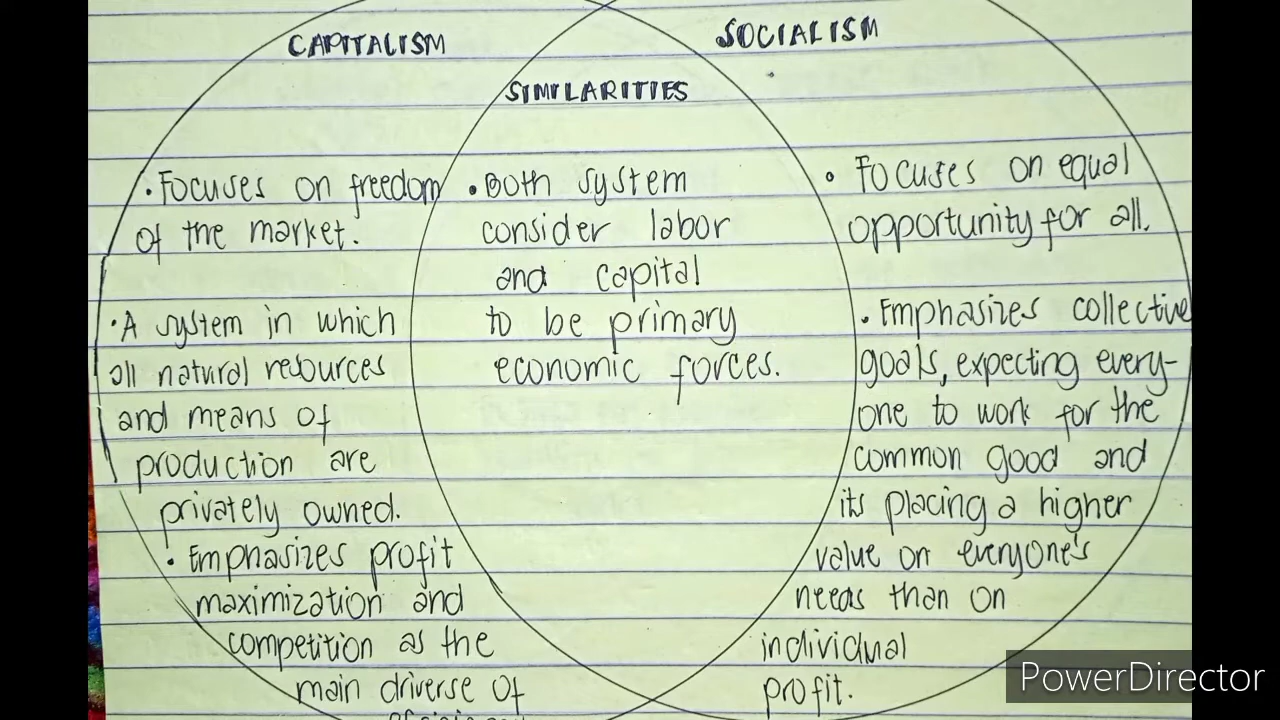 CAPITALISM
SOCIALISM
SIMILARITIES
• Focuses on freedom
of the market.
• A system in which
all natural resources
and means of
production are
privately owned.
• Emphasizes profit
maximization and
competition as the
main driverse of
• Both system
consider labor
and capital
to be primary
economic forces.
• Focuses on equal
opportunity for all.
• Emphasizes collective
goals, expecting every-
one to work for the
common good and
its placing a higher
value on everyone's
needs than on
individual
profit.
PowerDirector